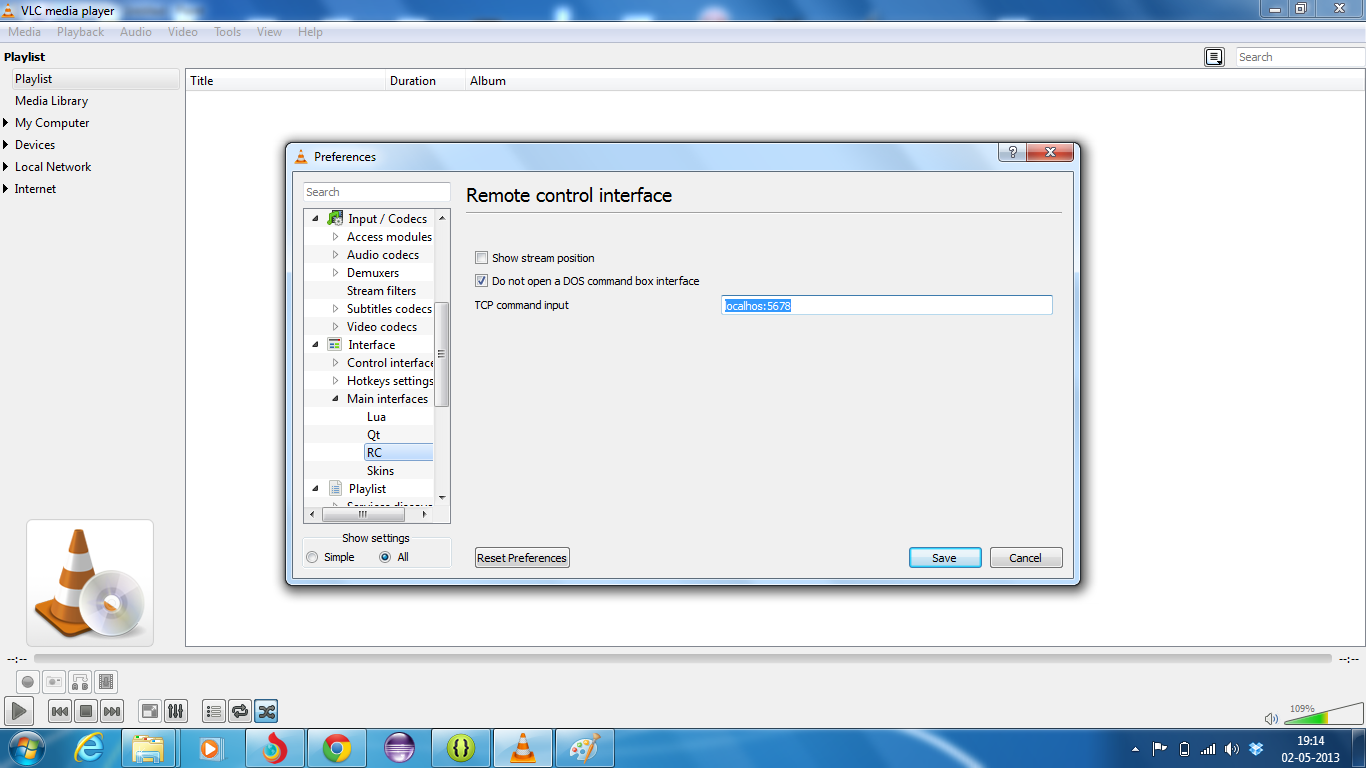 VLC media player
Media Playback Audio Video Tools View Help
Playlist
Search
Playlist
Media Library
My Computer
Devices
Local Network
Internet
Title Duration Album
Preferences
?
Search
Input / Codecs
Access modules
Audio codecs
Demuxers
Stream filters
Subtitles codecs
Video codecs
Interface
Control interface
Hotkeys settings
Main interfaces
Lua
Qt
RC
Skins
Playlist
Show settings
Simple All
Remote control interface
Show stream position
Do not open a DOS command box interface
TCP command input localhos:5678
Reset Preferences Save Cancel
--:-- --:--
109%
19:14
02-05-2013